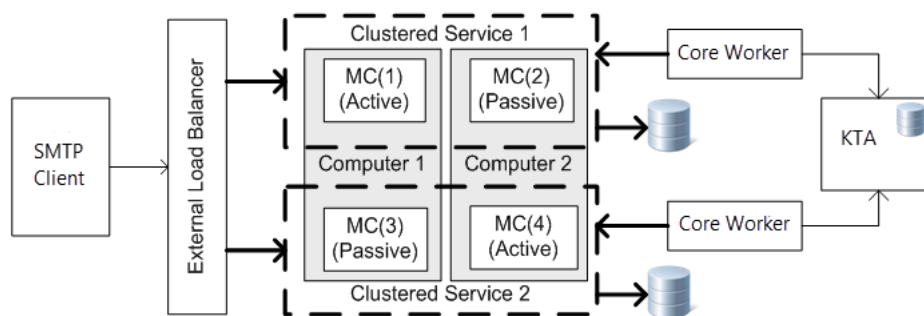 Clustered Service 1
MC(1)
(Active)
MC(2)
(Passive)
Core Worker
SMTP
Client
External Load Balancer
Computer 1
Computer 2
KTA
MC(3)
(Passive)
MC(4)
(Active)
Core Worker
Clustered Service 2